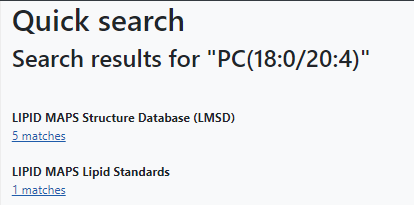 Quick search
Search results for "PC(18:0/20:4)"
LIPID MAPS Structure Database (LMSD)
5 matches
LIPID MAPS Lipid Standards
1 matches